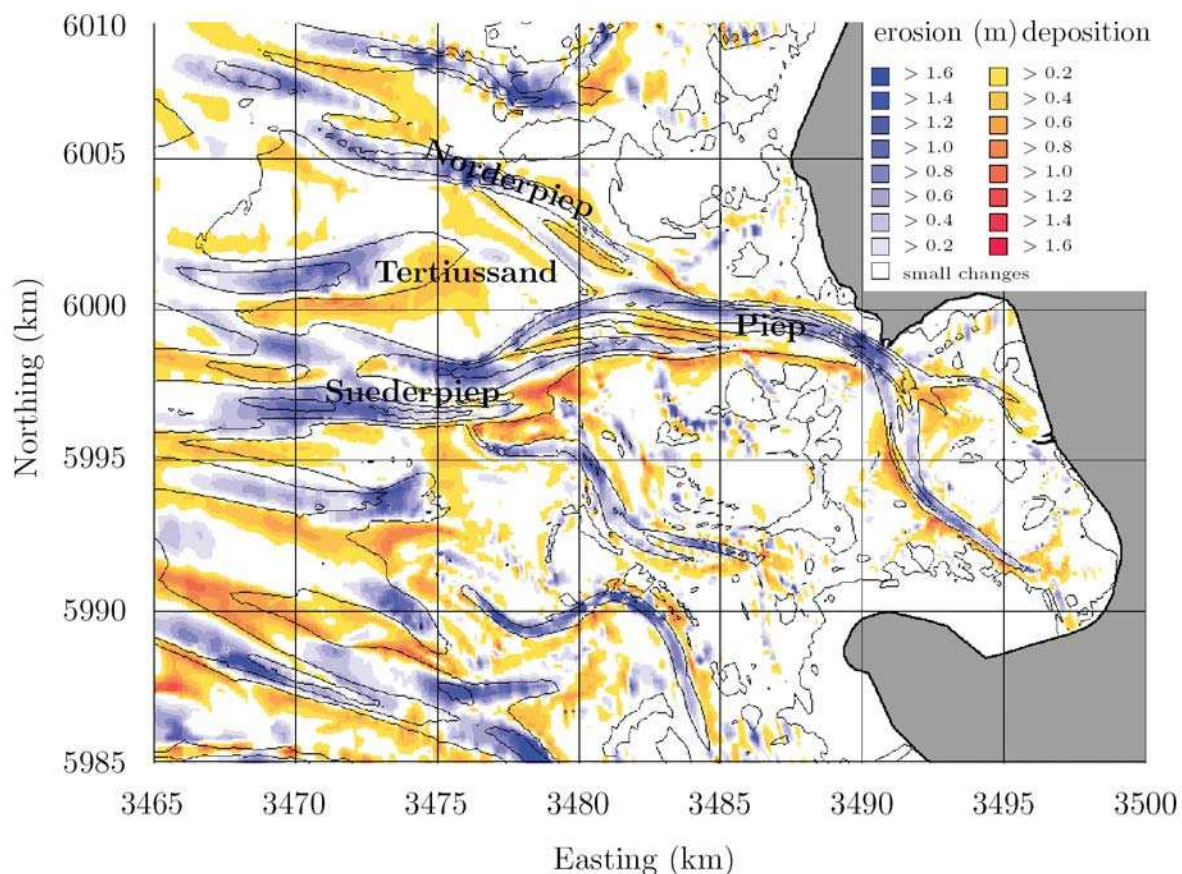 erosion (m) deposition
> 1.6 > 0.2
> 1.4 > 0.4
> 1.2 > 0.6
> 1.0 > 0.8
> 0.8 > 1.0
> 0.6 > 1.2
> 0.4 > 1.4
> 0.2 > 1.6
small changes
Norderpiep
Tertiussand
Piep
Suederpiep
Northing (km)
6010
6005
6000
5995
5990
5985
3465 3470 3475 3480 3485 3490 3495 3500
Easting (km)